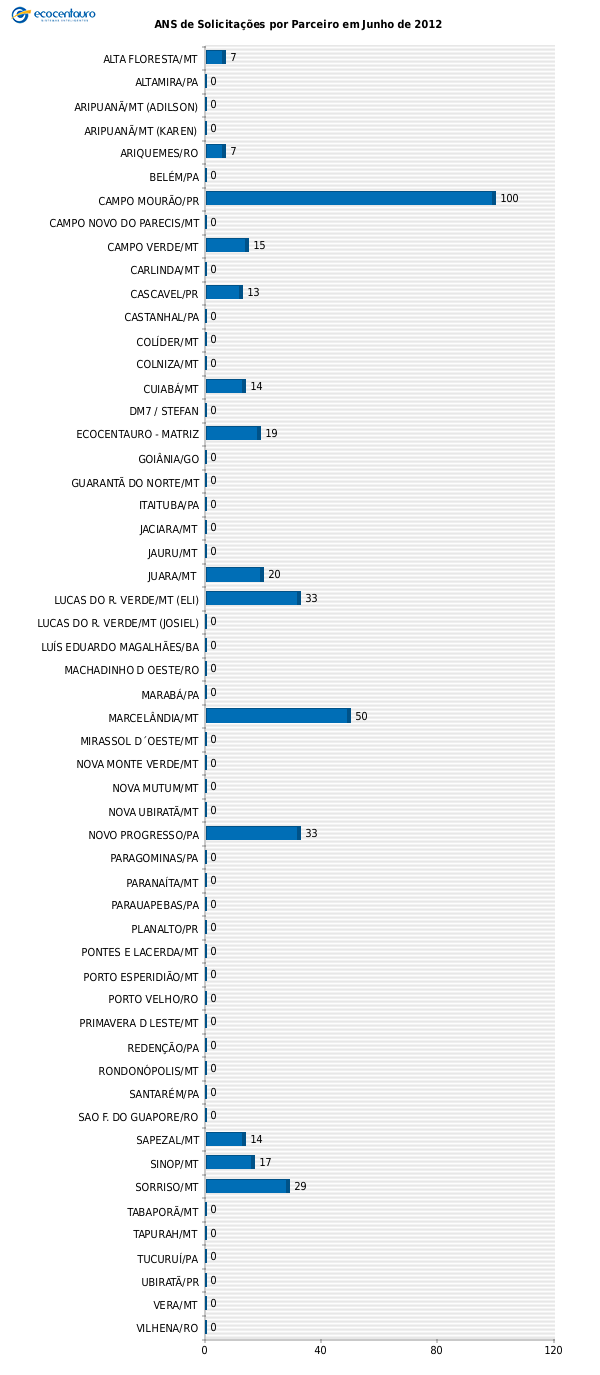 ecocentauro
ANS de Solicitações por Parceiro em Junho de 2012
ALTA FLORESTA/MT 7
ALTAMIRA/PA 0
ARIPUANÃ/MT (ADILSON) 0
ARIPUANÃ/MT (KAREN) 0
ARIQUEMES/RO 7
BELÉM/PA 0
CAMPO MOURÃO/PR 100
CAMPO NOVO DO PARECIS/MT 0
CAMPO VERDE/MT 15
CARLINDA/MT 0
CASCAVEL/PR 13
CASTANHAL/PA 0
COLÍDER/MT 0
COLNIZA/MT 0
CUIABÁ/MT 14
DM7 / STEFAN 0
ECOCENTAURO - MATRIZ 19
GOIÂNIA/GO 0
GUARANTÃ DO NORTE/MT 0
ITAITUBA/PA 0
JACIARA/MT 0
JAURU/MT 0
JUARA/MT 20
LUCAS DO R. VERDE/MT (ELI) 33
LUCAS DO R. VERDE/MT (JOSIEL) 0
LUÍS EDUARDO MAGALHÃES/BA 0
MACHADINHO D OESTE/RO 0
MARABÁ/PA 0
MARCELÂNDIA/MT 50
MIRASSOL D´OESTE/MT 0
NOVA MONTE VERDE/MT 0
NOVA MUTUM/MT 0
NOVA UBIRATÃ/MT 0
NOVO PROGRESSO/PA 33
PARAGOMINAS/PA 0
PARANAÍTA/MT 0
PARAUAPEBAS/PA 0
PLANALTO/PR 0
PONTES E LACERDA/MT 0
PORTO ESPERIDIÃO/MT 0
PORTO VELHO/RO 0
PRIMAVERA D LESTE/MT 0
REDENÇÃO/PA 0
RONDONÓPOLIS/MT 0
SANTARÉM/PA 0
SAO F. DO GUAPORE/RO 0
SAPEZAL/MT 14
SINOP/MT 17
SORRISO/MT 29
TABAPORÃ/MT 0
TAPURAH/MT 0
TUCURUÍ/PA 0
UBIRATÃ/PR 0
VERA/MT 0
VILHENA/RO 0
0 40 80 120